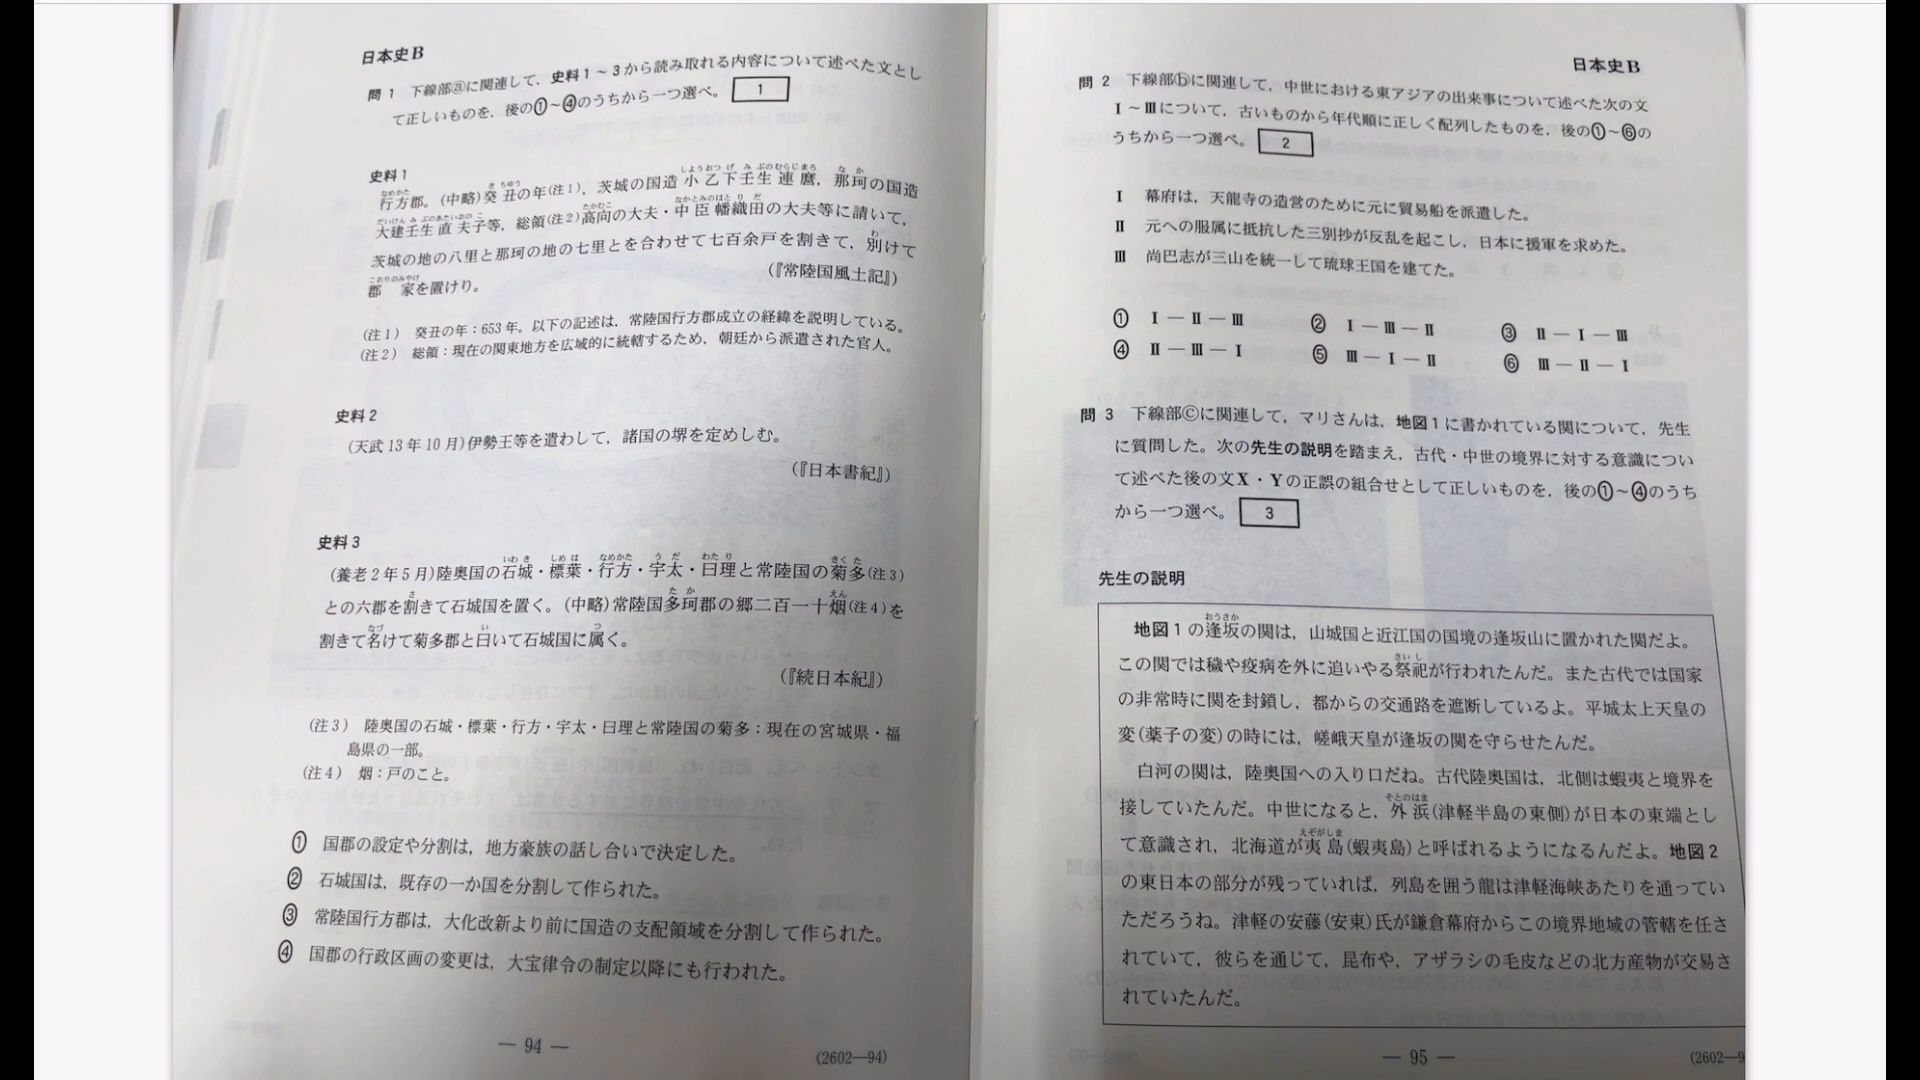 日本史B
問1 下線部ⓐに関連して，史料1～3から読み取れる内容について述べた文とし
て正しいものを，後の①～④のうちから一つ選べ。 1
史料1
行方郡。(中略)癸丑の年(注1)，茨城の国造小乙下壬生連麿，那珂の国造
大建壬生直夫子等，総領(注2)高向の大夫・中臣幡織田の大夫等に請いて，
茨城の地の八里と那珂の地の七里とを合わせて七百余戸を割きて，別けて
郡家を置けり。
(『常陸国風土記』)
(注1) 癸丑の年：653年。以下の記述は，常陸国行方郡成立の経緯を説明している。
(注2) 総領：現在の関東地方を広域的に統轄するため，朝廷から派遣された官人。
史料2
(天武13年10月)伊勢王等を遣わして，諸国の堺を定めしむ。
(『日本書紀』)
史料3
(養老2年5月)陸奥国の石城・標葉・行方・宇太・曰理と常陸国の菊多(注3)
との六郡を割きて石城国を置く。(中略)常陸国多珂郡の郷二百一十烟(注4)を
割きて名けて菊多郡と曰いて石城国に属く。
(『続日本紀』)
(注3) 陸奥国の石城・標葉・行方・宇太・曰理と常陸国の菊多：現在の宮城県・福
島県の一部。
(注4) 烟：戸のこと。
① 国郡の設定や分割は，地方豪族の話し合いで決定した。
② 石城国は，既存の一か国を分割して作られた。
③ 常陸国行方郡は，大化改新より前に国造の支配領域を分割して作られた。
④ 国郡の行政区画の変更は，大宝律令の制定以降にも行われた。
— 94 —
(2602—94)
日本史B
問2 下線部ⓑに関連して，中世における東アジアの出来事について述べた次の文
Ⅰ～Ⅲについて，古いものから年代順に正しく配列したものを，後の①～⑥の
うちから一つ選べ。 2
Ⅰ 幕府は，天龍寺の造営のために元に貿易船を派遣した。
Ⅱ 元への服属に抵抗した三別抄が反乱を起こし，日本に援軍を求めた。
Ⅲ 尚巴志が三山を統一して琉球王国を建てた。
① Ⅰ—Ⅱ—Ⅲ ② Ⅰ—Ⅲ—Ⅱ ③ Ⅱ—Ⅰ—Ⅲ
④ Ⅱ—Ⅲ—Ⅰ ⑤ Ⅲ—Ⅰ—Ⅱ ⑥ Ⅲ—Ⅱ—Ⅰ
問3 下線部ⓒに関連して，マリさんは，地図1に書かれている関について，先生
に質問した。次の先生の説明を踏まえ，古代・中世の境界に対する意識につい
て述べた後の文X・Yの正誤の組合せとして正しいものを，後の①～④のうち
から一つ選べ。 3
先生の説明
地図1の逢坂の関は，山城国と近江国の国境の逢坂山に置かれた関だよ。
この関では穢や疫病を外に追いやる祭祀が行われたんだ。また古代では国家
の非常時に関を封鎖し，都からの交通路を遮断しているよ。平城太上天皇の
変(薬子の変)の時には，嵯峨天皇が逢坂の関を守らせたんだ。
白河の関は，陸奥国への入り口だね。古代陸奥国は，北側は蝦夷と境界を
接していたんだ。中世になると，外浜(津軽半島の東側)が日本の東端とし
て意識され，北海道が夷島(蝦夷島)と呼ばれるようになるんだよ。地図2
の東日本の部分が残っていれば，列島を囲う龍は津軽海峡あたりを通ってい
ただろうね。津軽の安藤(安東)氏が鎌倉幕府からこの境界地域の管轄を任さ
れていて，彼らを通じて，昆布や，アザラシの毛皮などの北方産物が交易さ
れていたんだ。
— 95 —
(2602—9